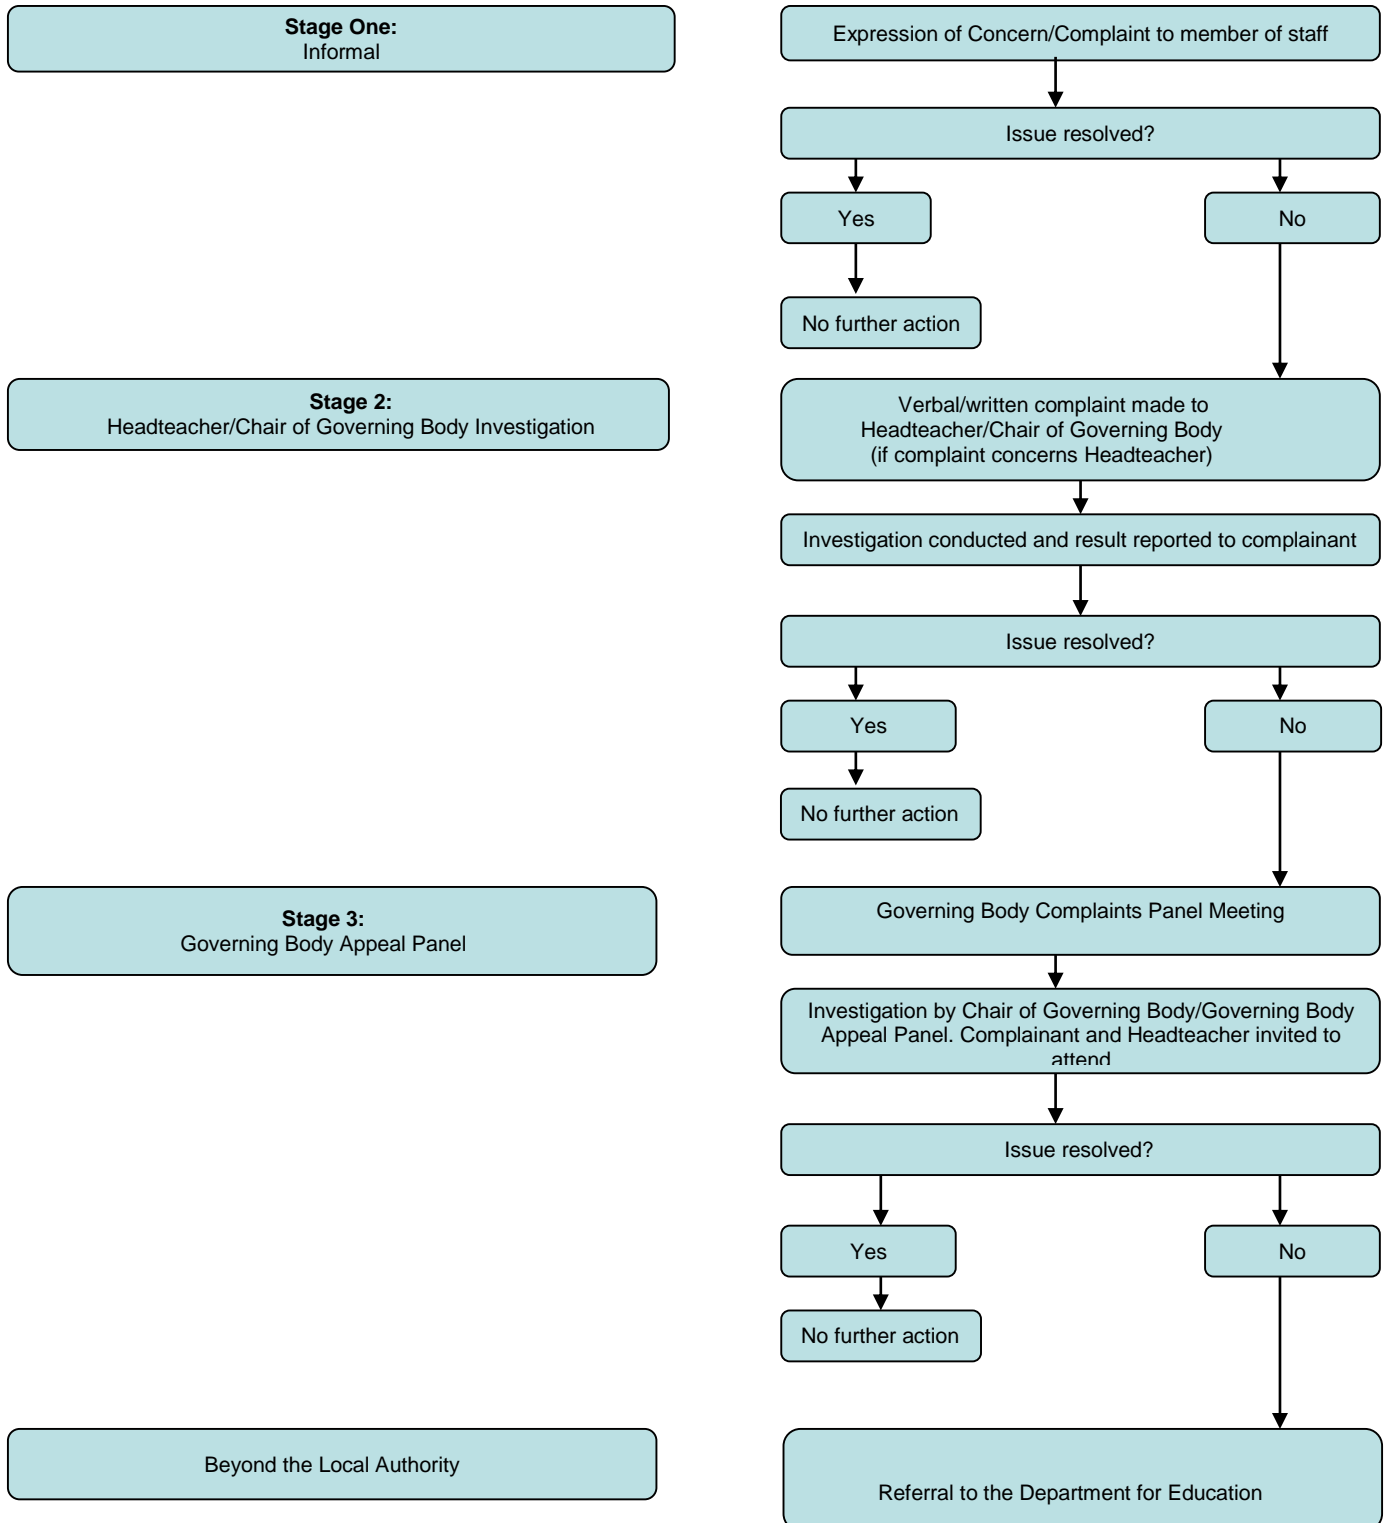 Stage One:
Informal
Expression of Concern/Complaint to member of staff
Issue resolved?
Yes
No
No further action
Stage 2:
Headteacher/Chair of Governing Body Investigation
Verbal/written complaint made to
Headteacher/Chair of Governing Body
(if complaint concerns Headteacher)
Investigation conducted and result reported to complainant
Issue resolved?
Yes
No
No further action
Stage 3:
Governing Body Appeal Panel
Governing Body Complaints Panel Meeting
Investigation by Chair of Governing Body/Governing Body
Appeal Panel. Complainant and Headteacher invited to
attend
Issue resolved?
Yes
No
No further action
Beyond the Local Authority
Referral to the Department for Education